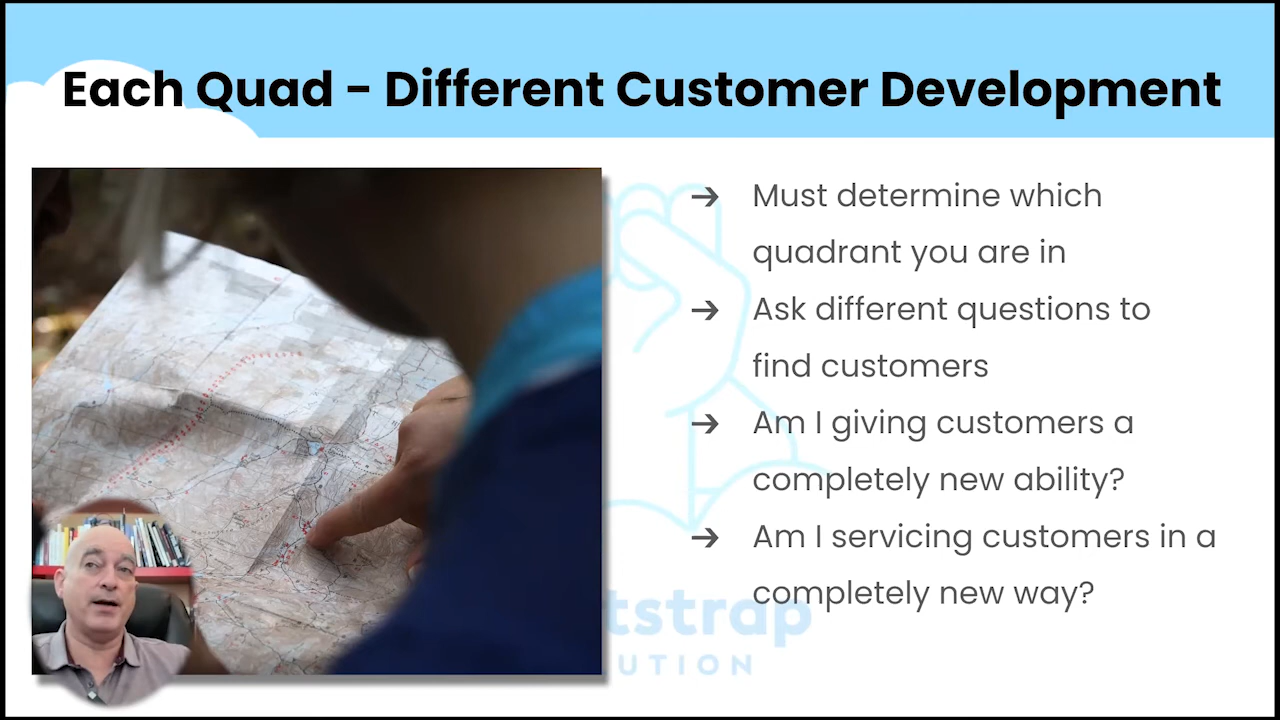 Each Quad - Different Customer Development
➔ Must determine which
quadrant you are in
➔ Ask different questions to
find customers
➔ Am I giving customers a
completely new ability?
➔ Am I servicing customers in a
completely new way?